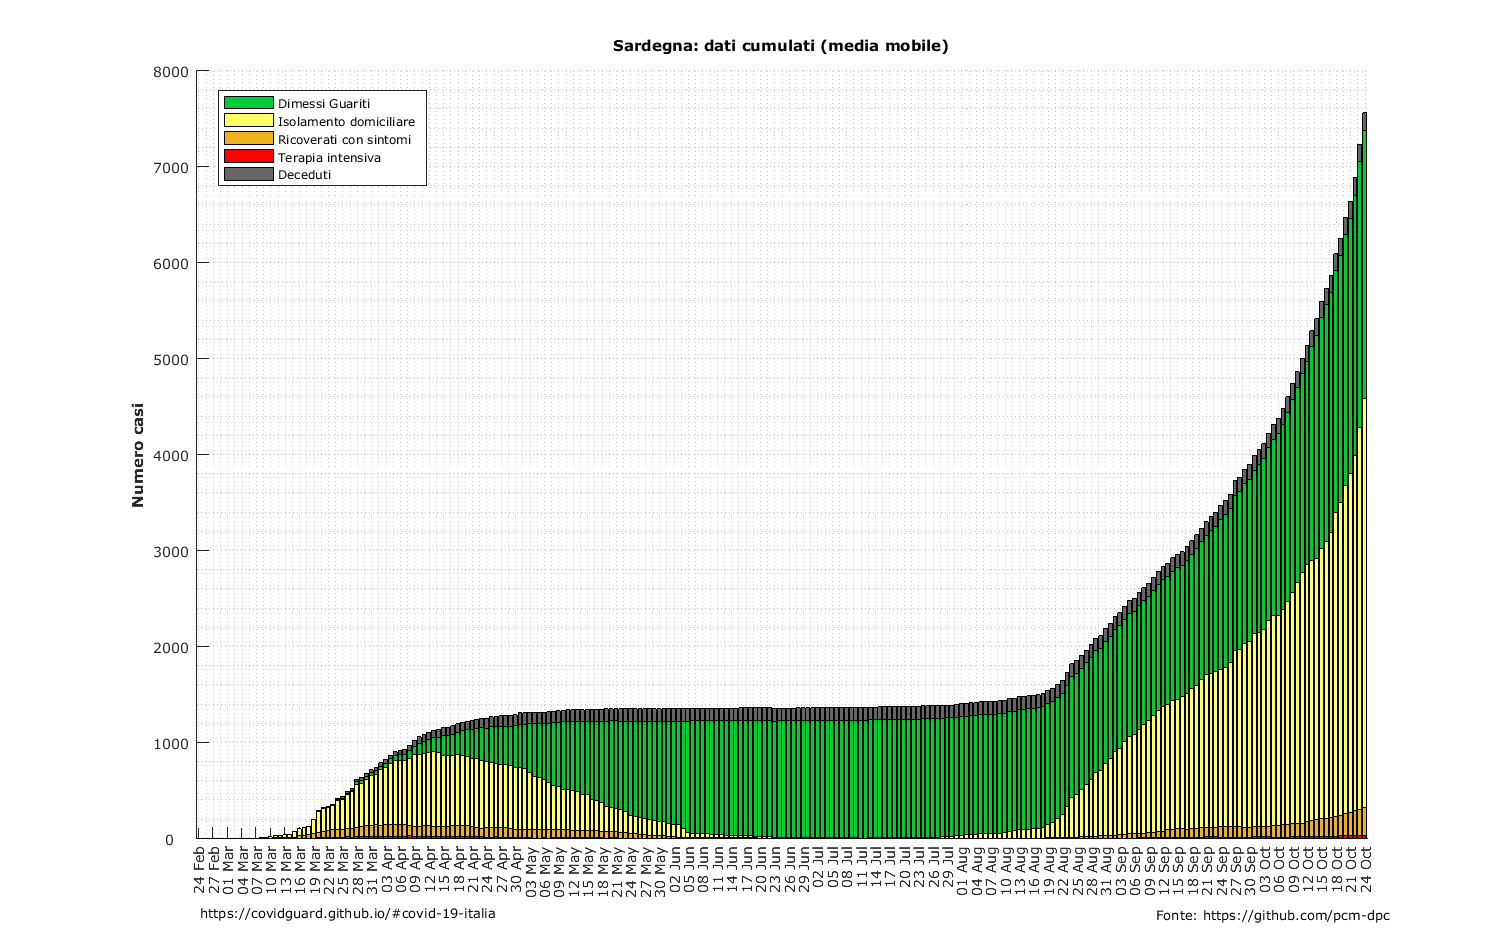 Sardegna: dati cumulati (media mobile)
8000
7000
6000
5000
4000
3000
2000
1000
0
Numero casi
Dimessi Guariti
Isolamento domiciliare
Ricoverati con sintomi
Terapia intensiva
Deceduti
24 Feb
27 Feb
01 Mar
04 Mar
07 Mar
10 Mar
13 Mar
16 Mar
19 Mar
22 Mar
25 Mar
28 Mar
31 Mar
03 Apr
06 Apr
09 Apr
12 Apr
15 Apr
18 Apr
21 Apr
24 Apr
27 Apr
30 Apr
03 May
06 May
09 May
12 May
15 May
18 May
21 May
24 May
27 May
30 May
02 Jun
05 Jun
08 Jun
11 Jun
14 Jun
17 Jun
20 Jun
23 Jun
26 Jun
29 Jun
02 Jul
05 Jul
08 Jul
11 Jul
14 Jul
17 Jul
20 Jul
23 Jul
26 Jul
29 Jul
01 Aug
04 Aug
07 Aug
10 Aug
13 Aug
16 Aug
19 Aug
22 Aug
25 Aug
28 Aug
31 Aug
03 Sep
06 Sep
09 Sep
12 Sep
15 Sep
18 Sep
21 Sep
24 Sep
27 Sep
30 Sep
03 Oct
06 Oct
09 Oct
12 Oct
15 Oct
18 Oct
21 Oct
24 Oct
https://covidguard.github.io/#covid-19-italia
Fonte: https://github.com/pcm-dpc